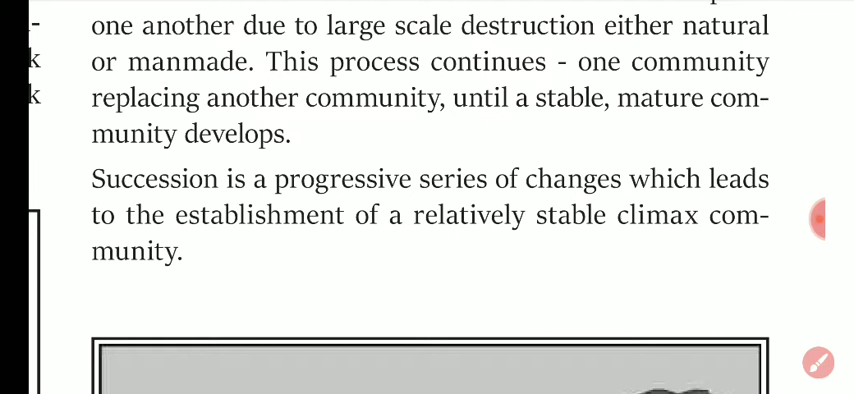 one another due to large scale destruction either natural
or manmade. This process continues - one community
replacing another community, until a stable, mature com-
munity develops.
Succession is a progressive series of changes which leads
to the establishment of a relatively stable climax com-
munity.
-
k
k